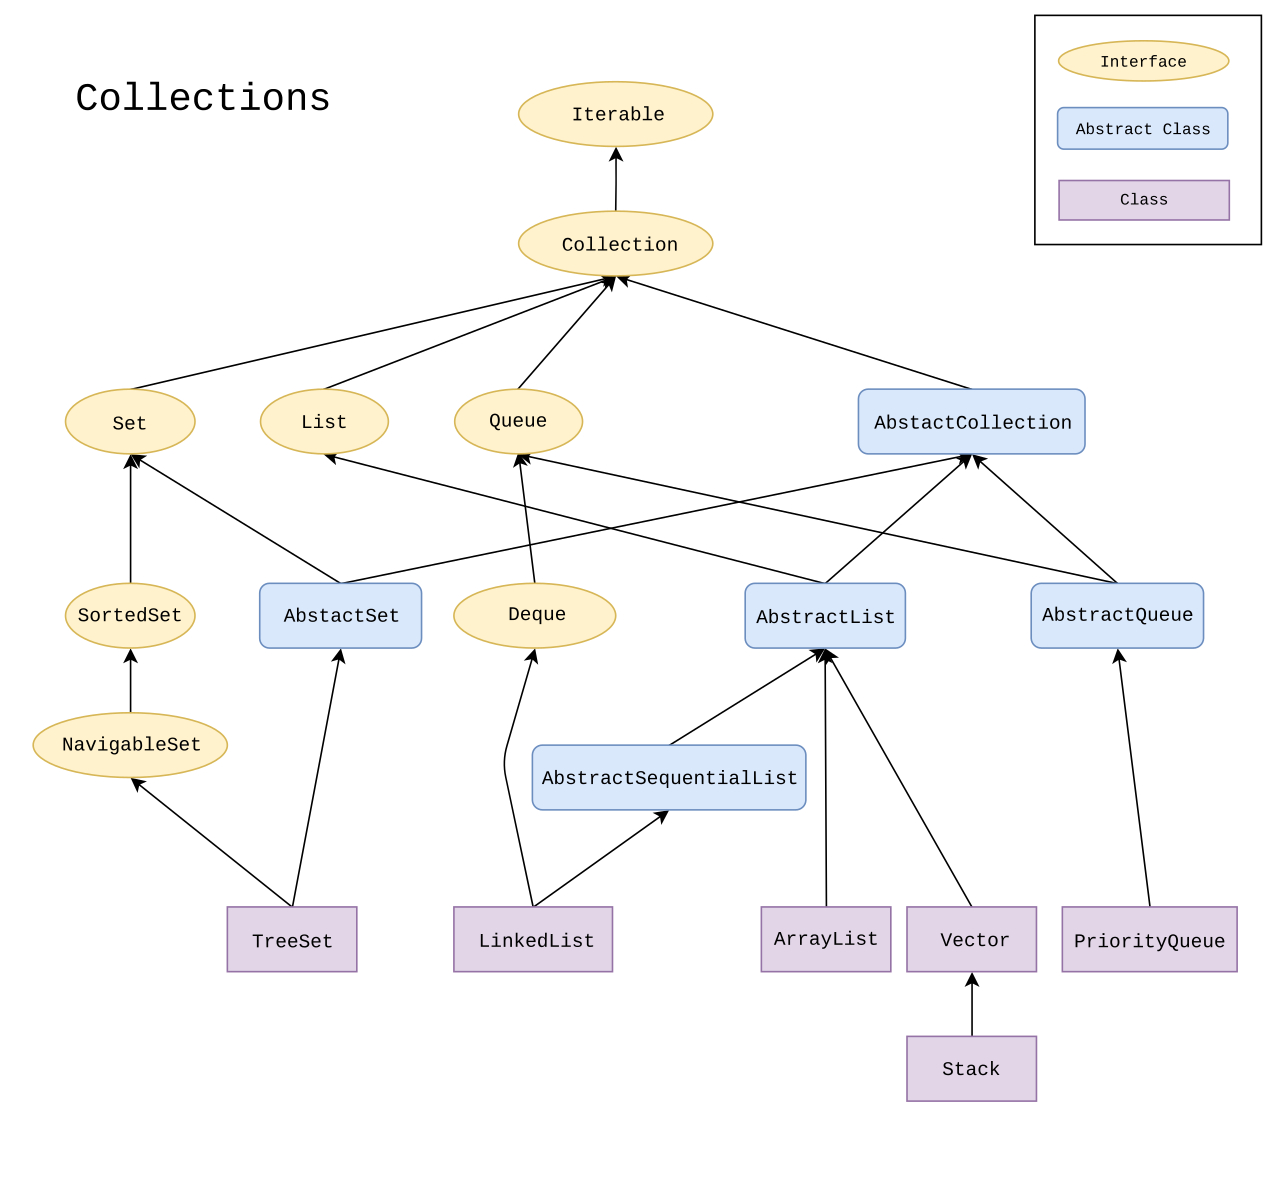 Collections
Interface
Abstract Class
Class
Iterable
Collection
Set
List
Queue
AbstactCollection
SortedSet
AbstactSet
Deque
AbstractList
AbstractQueue
NavigableSet
AbstractSequentialList
TreeSet
LinkedList
ArrayList
Vector
PriorityQueue
Stack